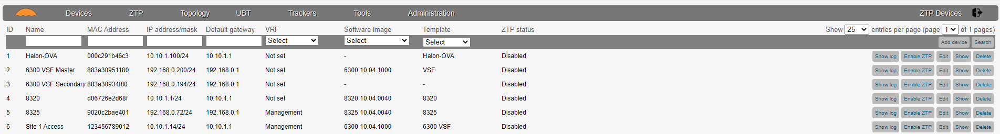 Devices ZTP Topology UBT Trackers Tools Administration ZTP Devices
ID Name MAC Address IP address/mask Default gateway VRF Software image Template ZTP status Show 25 entries per page (page 1 of 1 pages)
Select Select Select Add device Search
1 Halon-OVA 000c291b46c3 10.10.1.100/24 10.10.1.1 Not set - Halon-OVA Disabled Show log Enable ZTP Edit Show Delete
2 6300 VSF Master 883a30951180 192.168.0.200/24 192.168.0.1 Not set 6300 10.04.1000 VSF Disabled Show log Enable ZTP Edit Show Delete
3 6300 VSF Secondary 883a30934f80 192.168.0.194/24 192.168.0.1 Not set - - Disabled Show log Enable ZTP Edit Show Delete
4 8320 d06726e2d68f 10.10.1.1/24 10.10.1.1 Not set 8320 10.04.0040 8320 Disabled Show log Enable ZTP Edit Show Delete
5 8325 9020c2bae401 192.168.0.72/24 192.168.0.1 Management 8325 10.04.0040 8325 Disabled Show log Enable ZTP Edit Show Delete
6 Site 1 Access 123456789012 10.10.1.14/24 10.10.1.1 Management 6300 10.04.1000 6300 VSF Disabled Show log Enable ZTP Edit Show Delete